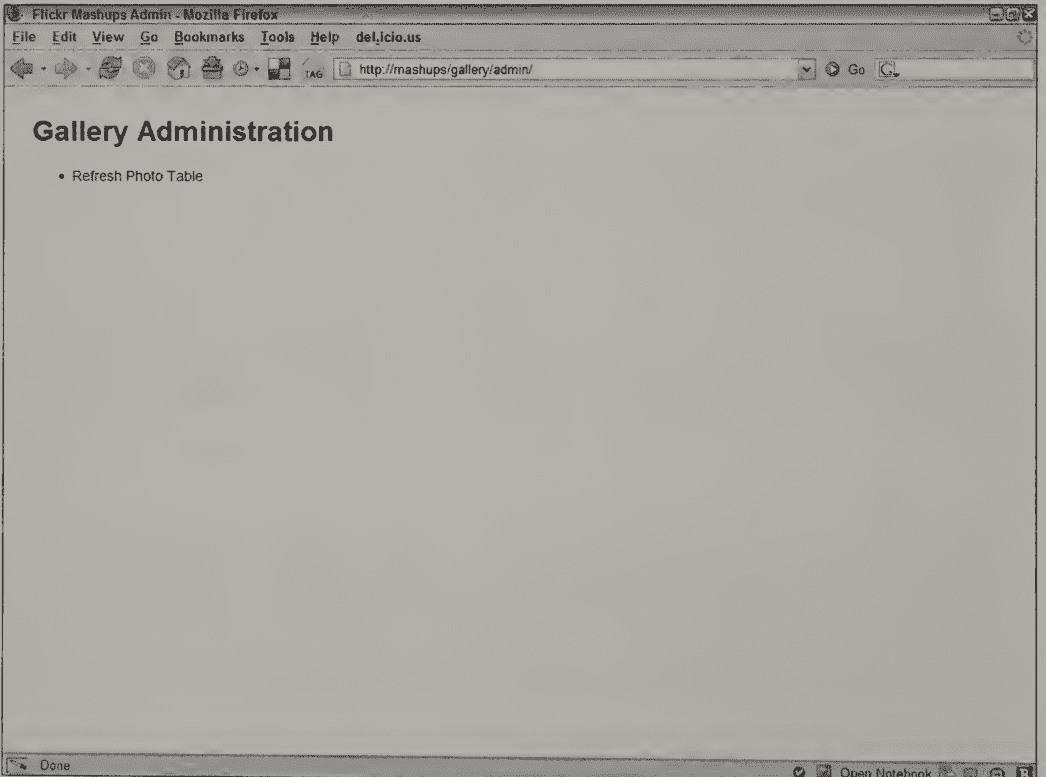 Flickr Mashups Admin - Mozilla Firefox
File Edit View Go Bookmarks Tools Help del.icio.us
TAG http://mashups/gallery/admin/ Go G
Gallery Administration
• Refresh Photo Table
Done
Open Notebook